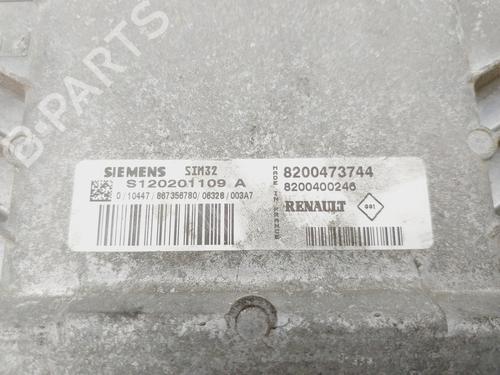 B-PARTS
SIEMENS SIM32
S120201109 A
0/10447/867356780/06328/003A7
MADE IN FRANCE
8200473744
8200400246
RENAULT